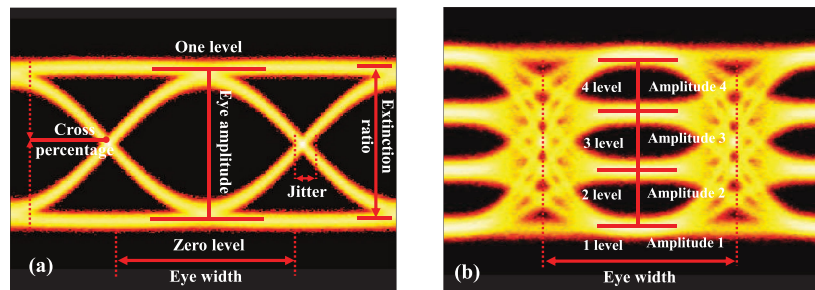 One level
Eye amplitude
Extinction
ratio
Cross
percentage
Jitter
Zero level
(a)
Eye width
4 level
Amplitude 4
3 level
Amplitude 3
2 level
Amplitude 2
1 level
Amplitude 1
(b)
Eye width